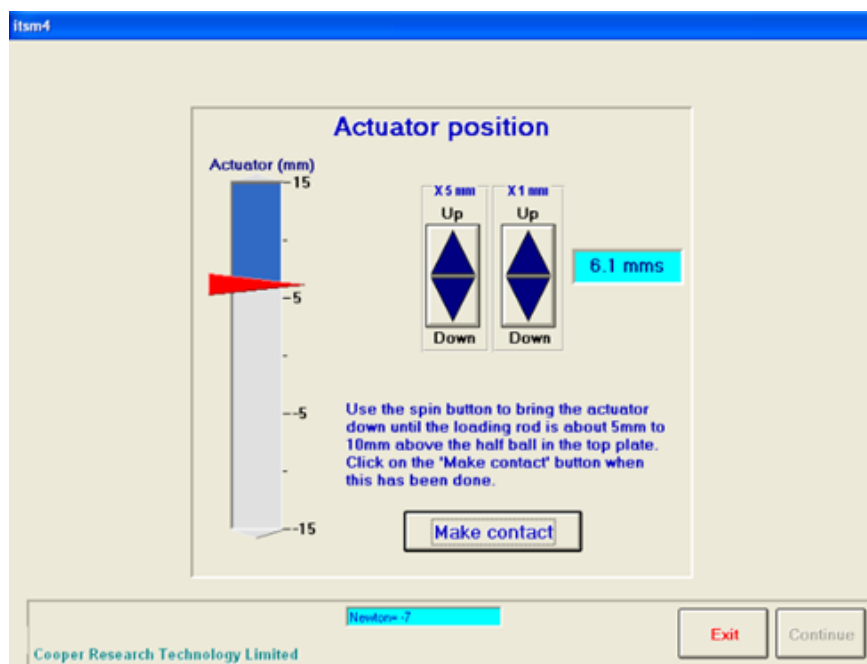 itsm4
Actuator position
Actuator (mm)
15
5
-5
-15
X 5 mm
Up
Down
X 1 mm
Up
Down
6.1 mms
Use the spin button to bring the actuator
down until the loading rod is about 5mm to
10mm above the half ball in the top plate.
Click on the 'Make contact' button when
this has been done.
Make contact
Newton= -7
Exit
Continue
Cooper Research Technology Limited